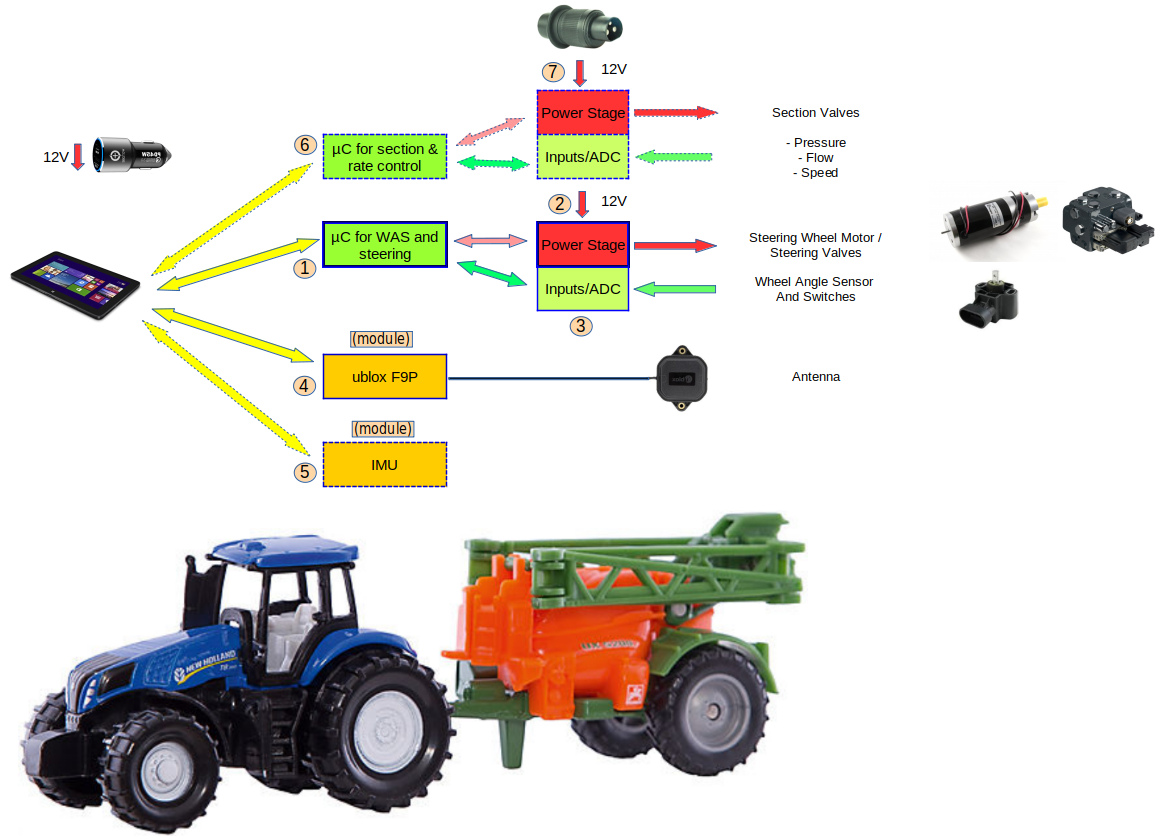 7
12V
Power Stage
Section Valves
6
µC for section &
rate control
Inputs/ADC
- Pressure
- Flow
- Speed
12V
2
12V
1
µC for WAS and
steering
Power Stage
Steering Wheel Motor /
Steering Valves
Inputs/ADC
Wheel Angle Sensor
And Switches
3
(module)
4
ublox F9P
Antenna
(module)
5
IMU
NEW HOLLAND